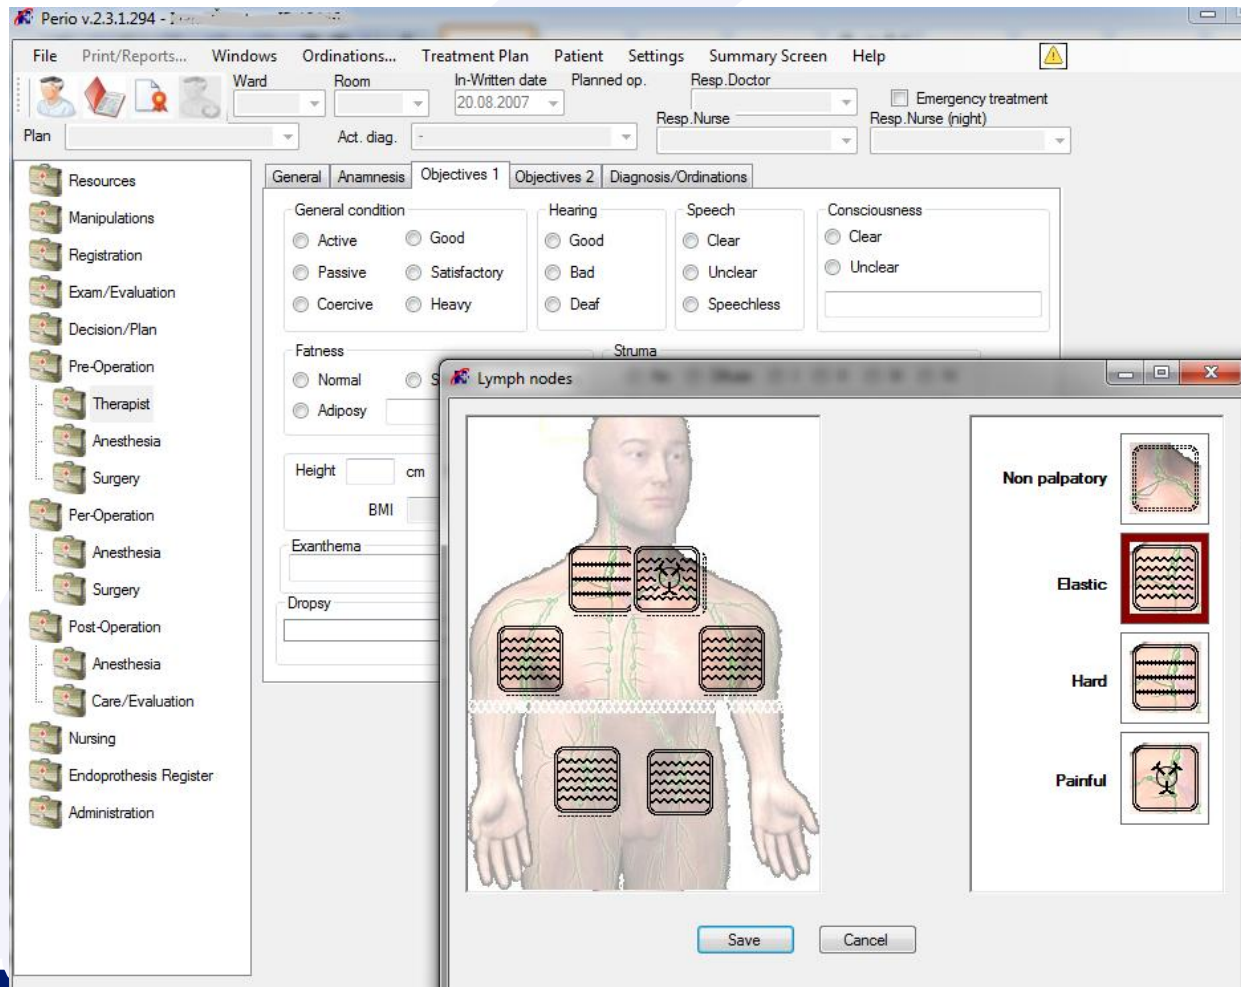 Perio v.2.3.1.294 -
File Print/Reports... Windows Ordinations... Treatment Plan Patient Settings Summary Screen Help
Ward Room In-Written date Planned op. Resp.Doctor
20.08.2007 Emergency treatment
Resp.Nurse Resp.Nurse (night)
Plan Act. diag. -
Resources
Manipulations
Registration
Exam/Evaluation
Decision/Plan
Pre-Operation
Therapist
Anesthesia
Surgery
Per-Operation
Anesthesia
Surgery
Post-Operation
Anesthesia
Care/Evaluation
Nursing
Endoprothesis Register
Administration
General Anamnesis Objectives 1 Objectives 2 Diagnosis/Ordinations
General condition Hearing Speech Consciousness
Active Good Good Clear Clear
Passive Satisfactory Bad Unclear Unclear
Coercive Heavy Deaf Speechless
Fatness Struma
Normal S
Adiposy
Height cm
BMI
Exanthema
Dropsy
Lymph nodes
Non palpatory
Elastic
Hard
Painful
Save Cancel